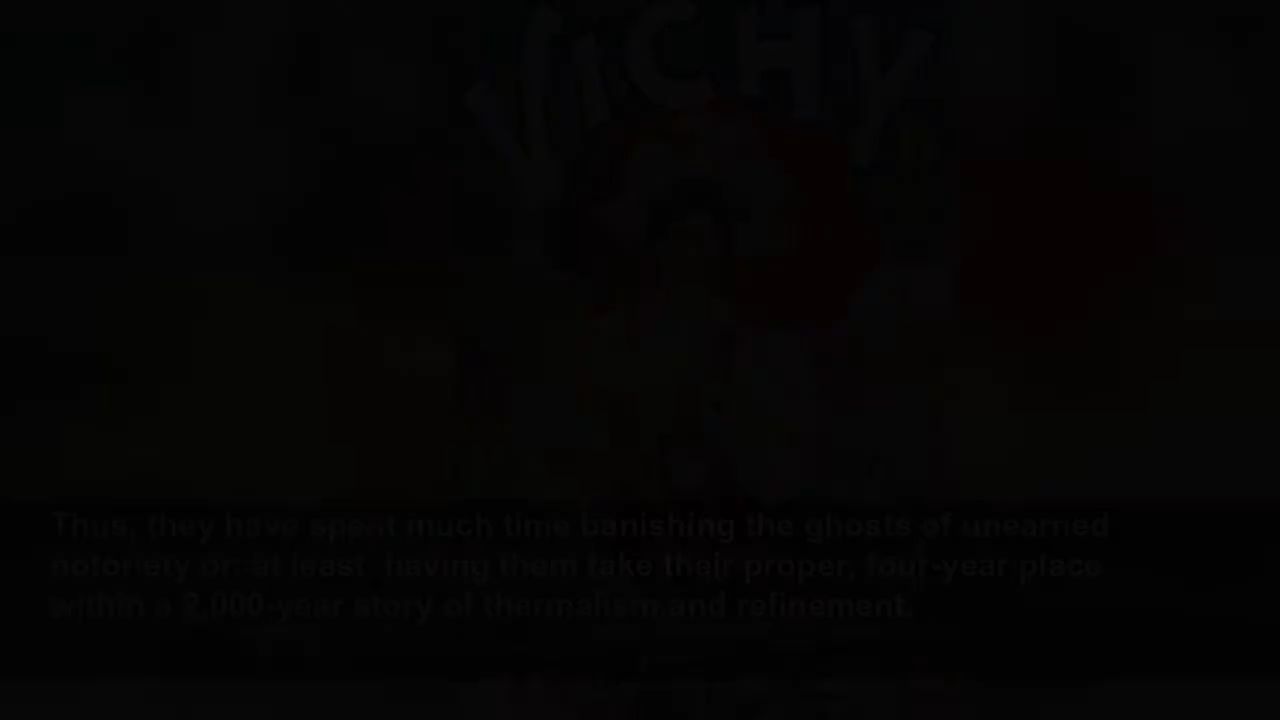 VICHY
Thus, they have spent much time banishing the ghosts of unearned
notoriety or, at least, having them take their proper, four-year place
within a 2,000-year story of thermalism and refinement.